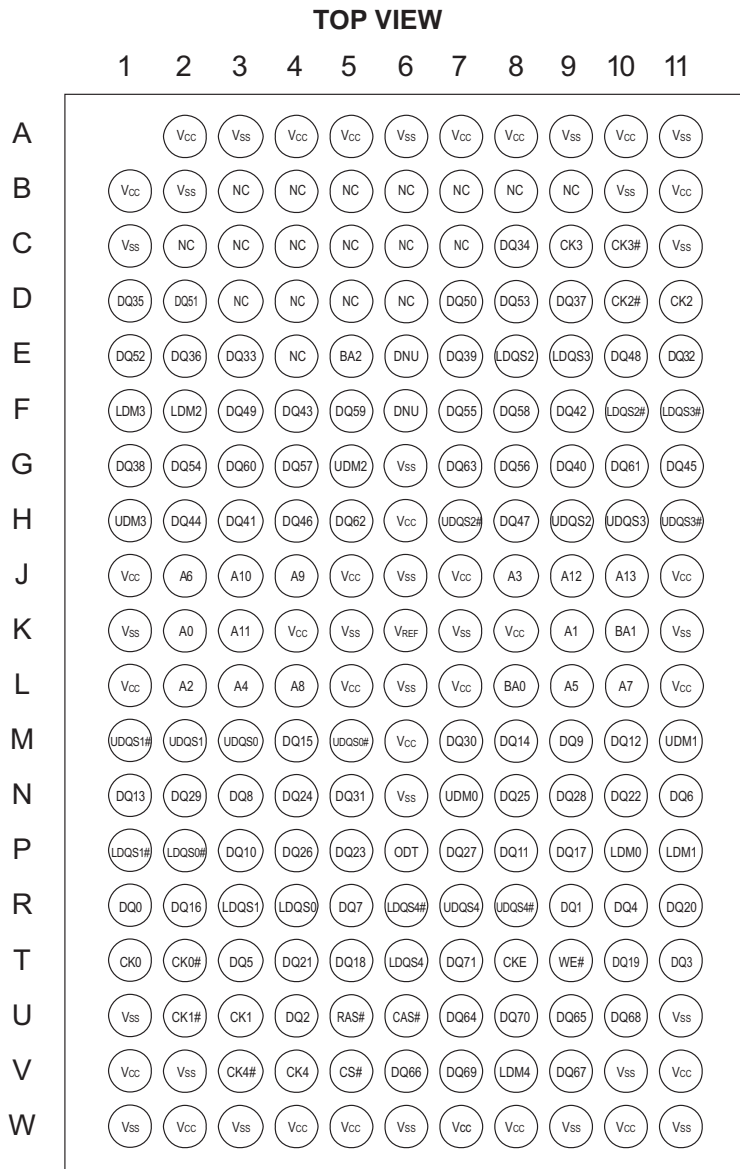 TOP VIEW
1 2 3 4 5 6 7 8 9 10 11
A Vcc Vss Vcc Vcc Vss Vcc Vcc Vss Vcc Vss
B Vcc Vss NC NC NC NC NC NC NC Vss Vcc
C Vss NC NC NC NC NC NC DQ34 CK3 CK3# Vss
D DQ35 DQ51 NC NC NC NC DQ50 DQ53 DQ37 CK2# CK2
E DQ52 DQ36 DQ33 NC BA2 DNU DQ39 LDQS2 LDQS3 DQ48 DQ32
F LDM3 LDM2 DQ49 DQ43 DQ59 DNU DQ55 DQ58 DQ42 LDQS2# LDQS3#
G DQ38 DQ54 DQ60 DQ57 UDM2 Vss DQ63 DQ56 DQ40 DQ61 DQ45
H UDM3 DQ44 DQ41 DQ46 DQ62 Vcc UDQS2# DQ47 UDQS2 UDQS3 UDQS3#
J Vcc A6 A10 A9 Vcc Vss Vcc A3 A12 A13 Vcc
K Vss A0 A11 Vcc Vss VREF Vss Vcc A1 BA1 Vss
L Vcc A2 A4 A8 Vcc Vss Vcc BA0 A5 A7 Vcc
M UDQS1# UDQS1 UDQS0 DQ15 UDQS0# Vcc DQ30 DQ14 DQ9 DQ12 UDM1
N DQ13 DQ29 DQ8 DQ24 DQ31 Vss UDM0 DQ25 DQ28 DQ22 DQ6
P LDQS1# LDQS0# DQ10 DQ26 DQ23 ODT DQ27 DQ11 DQ17 LDM0 LDM1
R DQ0 DQ16 LDQS1 LDQS0 DQ7 LDQS4# UDQS4 UDQS4# DQ1 DQ4 DQ20
T CK0 CK0# DQ5 DQ21 DQ18 LDQS4 DQ71 CKE WE# DQ19 DQ3
U Vss CK1# CK1 DQ2 RAS# CAS# DQ64 DQ70 DQ65 DQ68 Vss
V Vcc Vss CK4# CK4 CS# DQ66 DQ69 LDM4 DQ67 Vss Vcc
W Vss Vcc Vss Vcc Vcc Vss Vcc Vcc Vss Vcc Vss